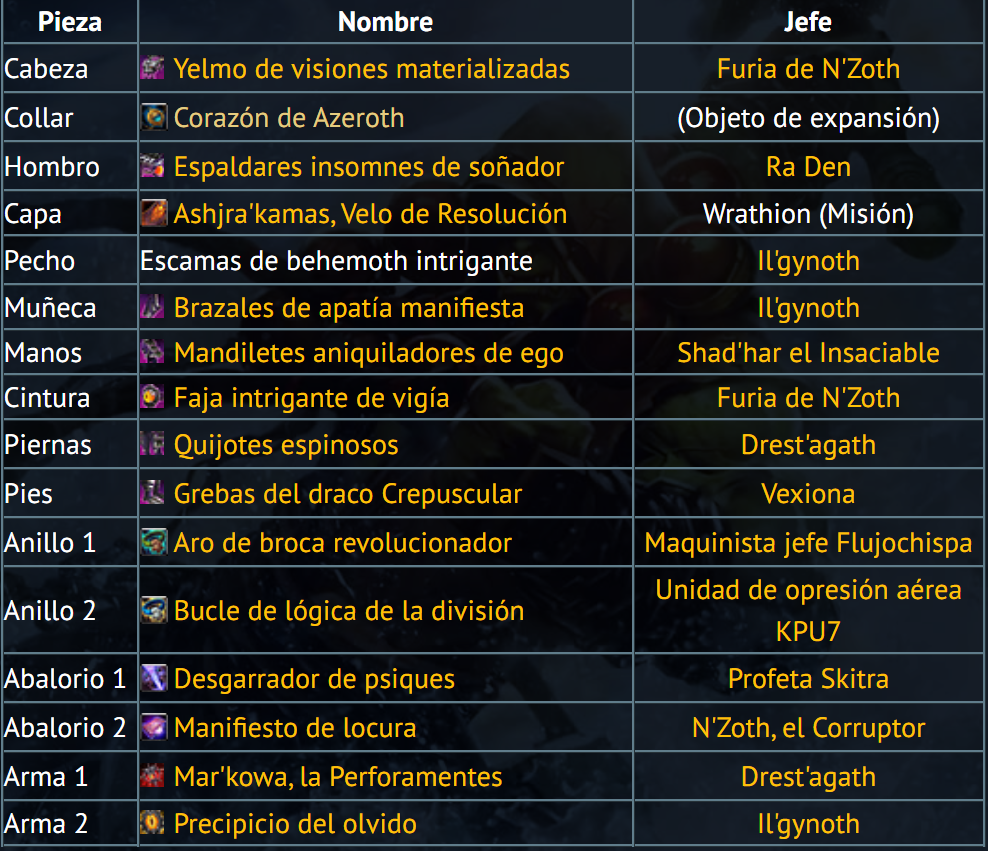 Pieza Nombre Jefe
Cabeza Yelmo de visiones materializadas Furia de N'Zoth
Collar Corazón de Azeroth (Objeto de expansión)
Hombro Espaldares insomnes de soñador Ra Den
Capa Ashjra'kamas, Velo de Resolución Wrathion (Misión)
Pecho Escamas de behemoth intrigante Il'gynoth
Muñeca Brazales de apatía manifiesta Il'gynoth
Manos Mandiletes aniquiladores de ego Shad'har el Insaciable
Cintura Faja intrigante de vigía Furia de N'Zoth
Piernas Quijotes espinosos Drest'agath
Pies Grebas del draco Crepuscular Vexiona
Anillo 1 Aro de broca revolucionador Maquinista jefe Flujochispa
Anillo 2 Bucle de lógica de la división Unidad de opresión aérea
KPU7
Abalorio 1 Desgarrador de psiques Profeta Skitra
Abalorio 2 Manifiesto de locura N'Zoth, el Corruptor
Arma 1 Mar'kowa, la Perforamentes Drest'agath
Arma 2 Precipicio del olvido Il'gynoth